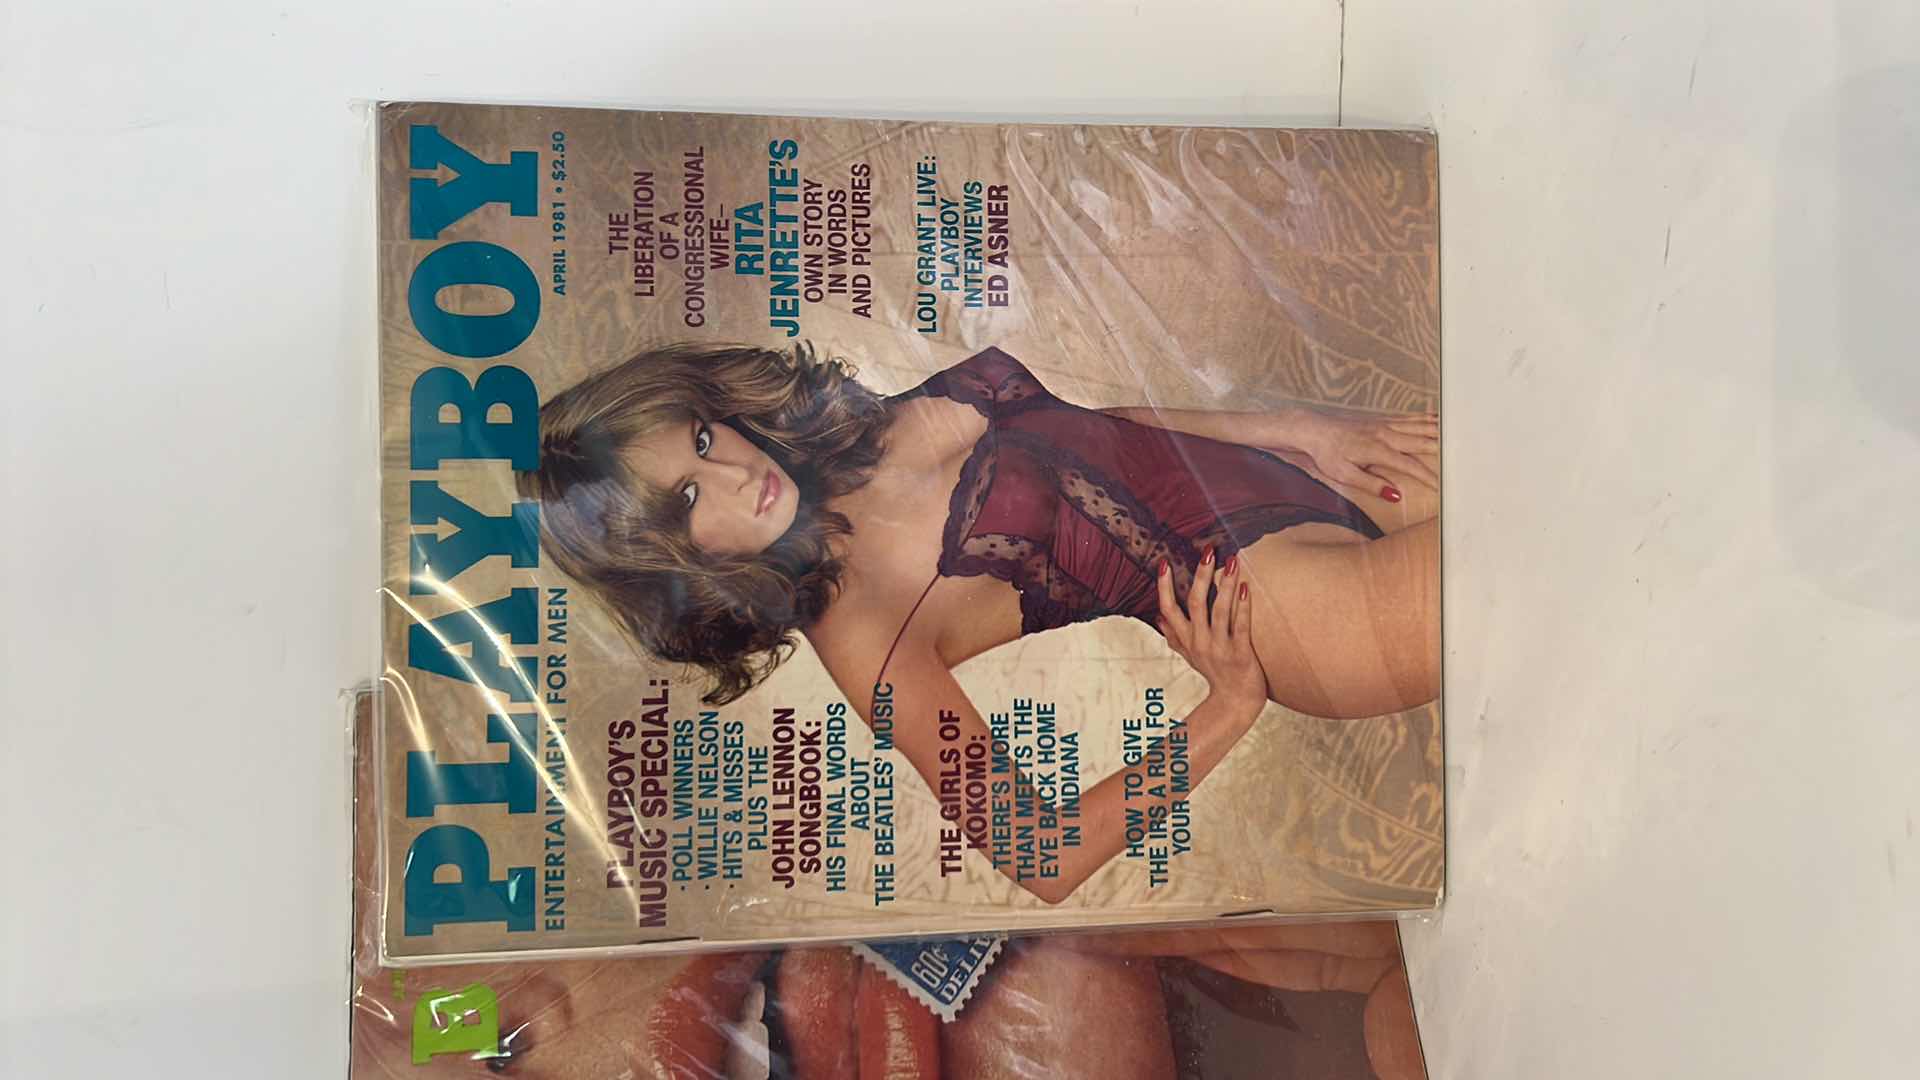 PLAYBOY
ENTERTAINMENT FOR MEN
APRIL 1981 • $2.50
PLAYBOY'S
MUSIC SPECIAL:
· POLL WINNERS
· WILLIE NELSON
· HITS & MISSES
PLUS THE
JOHN LENNON
SONGBOOK:
HIS FINAL WORDS
ABOUT
THE BEATLES' MUSIC
THE GIRLS OF
KOKOMO:
THERE'S MORE
THAN MEETS THE
EYE BACK HOME
IN INDIANA
HOW TO GIVE
THE IRS A RUN FOR
YOUR MONEY
THE
LIBERATION
OF A
CONGRESSIONAL
WIFE–
RITA
JENRETTE'S
OWN STORY
IN WORDS
AND PICTURES
LOU GRANT LIVE:
PLAYBOY
INTERVIEWS
ED ASNER
B
60¢